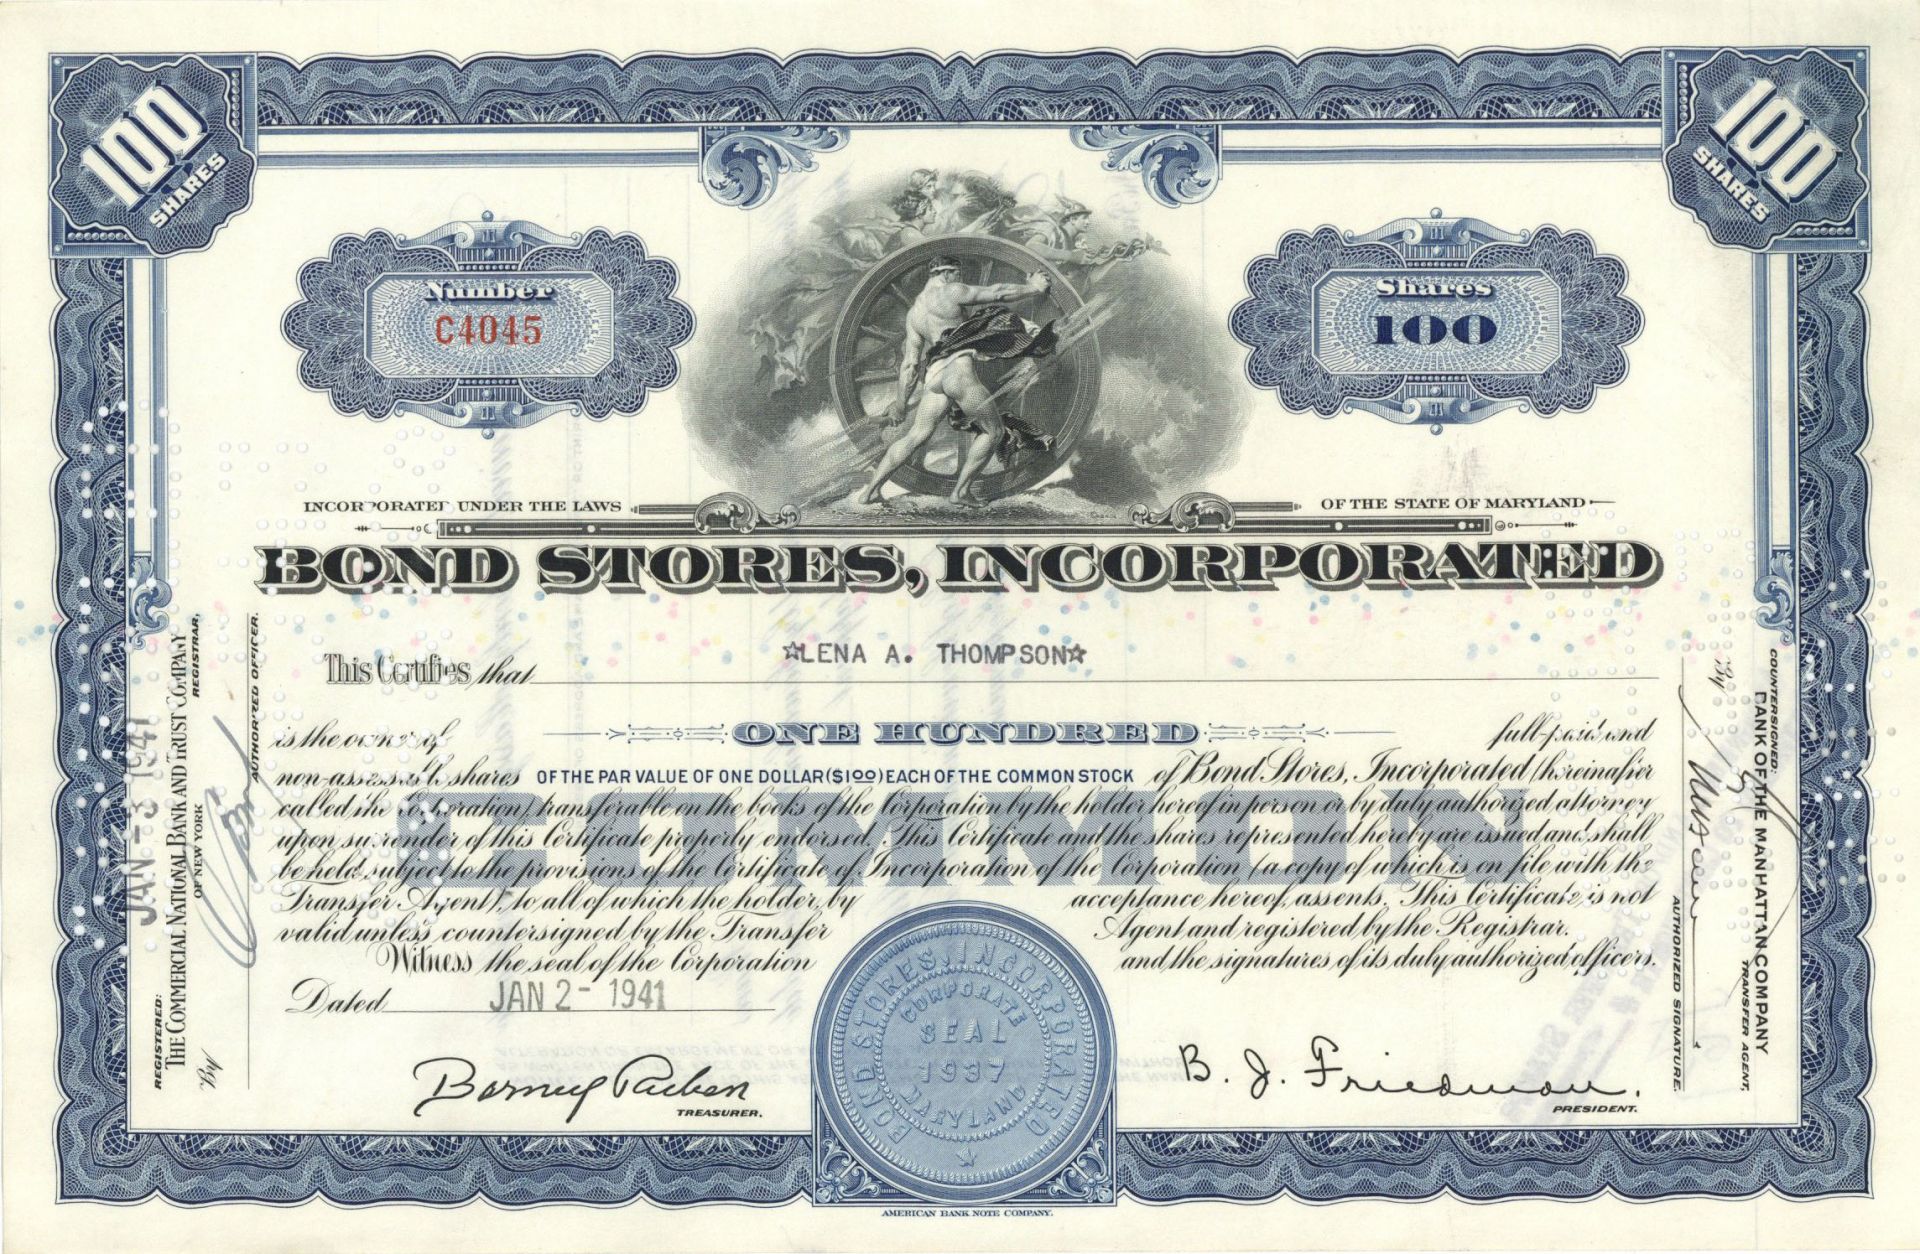 100 SHARES
100 SHARES
Number
C4045
Shares
100
INCORPORATED UNDER THE LAWS
OF THE STATE OF MARYLAND
BOND STORES, INCORPORATED
This Certifies that ☆LENA A. THOMPSON☆
is the owner of ONE HUNDRED full-paid and
non-assessable shares OF THE PAR VALUE OF ONE DOLLAR ($1.00) EACH OF THE COMMON STOCK of Bond Stores, Incorporated (hereinafter
called the Corporation) transferable on the books of the Corporation by the holder hereof in person or by duly authorized attorney
upon surrender of this Certificate properly endorsed. This Certificate and the shares represented hereby are issued and shall
be held subject to the provisions of the Certificate of Incorporation of the Corporation (a copy of which is on file with the
Transfer Agent), to all of which the holder, by acceptance hereof, assents. This Certificate is not
valid unless countersigned by the Transfer Agent and registered by the Registrar.
Witness the seal of the Corporation and the signatures of its duly authorized officers.
COMMON
Dated JAN 2 - 1941
TREASURER.
B. J. Friedman.
PRESIDENT.
BOND STORES, INCORPORATED
CORPORATE
SEAL
1937
MARYLAND
AMERICAN BANK NOTE COMPANY.
REGISTERED:
THE COMMERCIAL NATIONAL BANK AND TRUST COMPANY
OF NEW YORK
REGISTRAR,
By
AUTHORIZED OFFICER.
JAN - 3 1941
COUNTERSIGNED:
BANK OF THE MANHATTAN COMPANY
TRANSFER AGENT,
By
AUTHORIZED SIGNATURE.